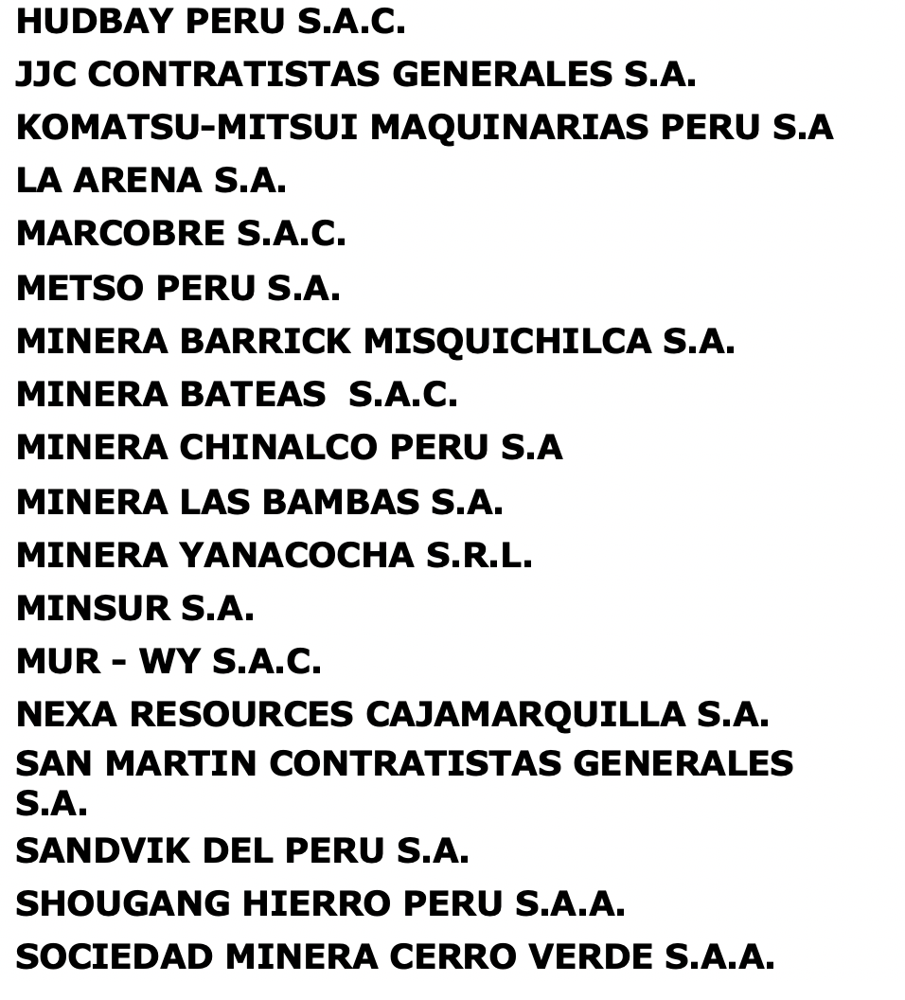 HUDBAY PERU S.A.C.
JJC CONTRATISTAS GENERALES S.A.
KOMATSU-MITSUI MAQUINARIAS PERU S.A
LA ARENA S.A.
MARCOBRE S.A.C.
METSO PERU S.A.
MINERA BARRICK MISQUICHILCA S.A.
MINERA BATEAS  S.A.C.
MINERA CHINALCO PERU S.A
MINERA LAS BAMBAS S.A.
MINERA YANACOCHA S.R.L.
MINSUR S.A.
MUR - WY S.A.C.
NEXA RESOURCES CAJAMARQUILLA S.A.
SAN MARTIN CONTRATISTAS GENERALES
S.A.
SANDVIK DEL PERU S.A.
SHOUGANG HIERRO PERU S.A.A.
SOCIEDAD MINERA CERRO VERDE S.A.A.